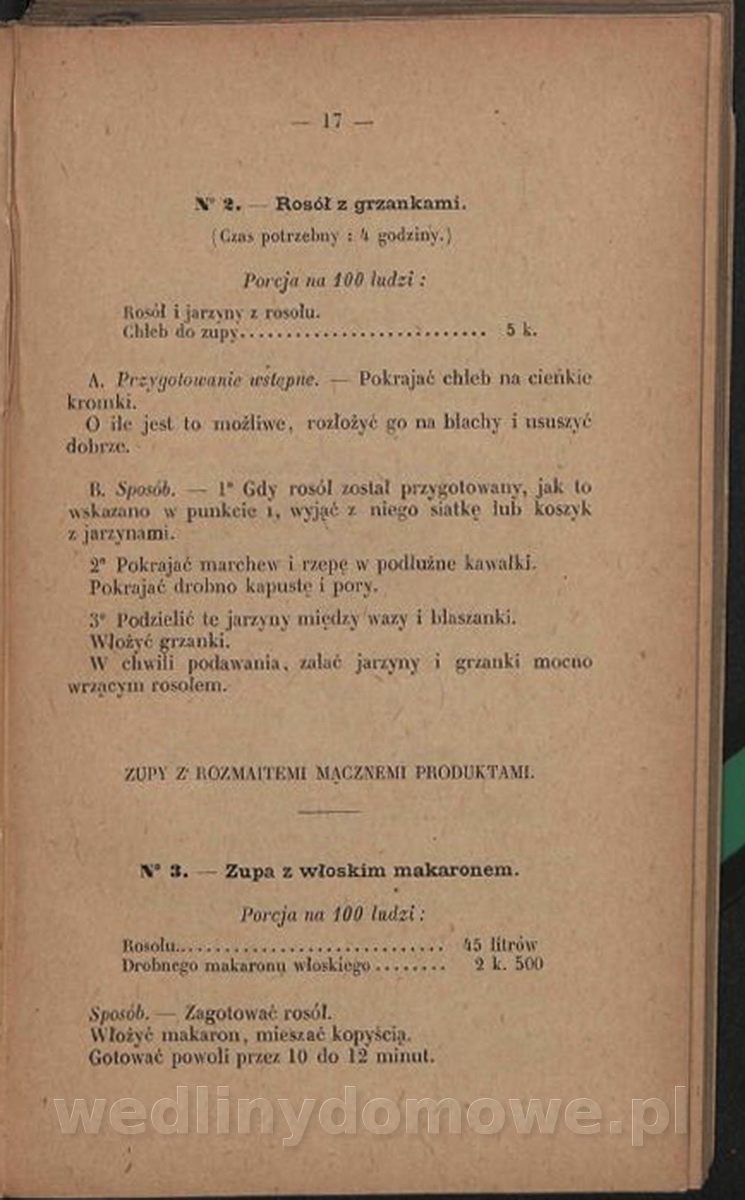 — 17 —
N° 2. — Rosół z grzankami.
(Czas potrzebny : 4 godziny.)
Porcja na 100 ludzi :
Rosół i jarzyny z rosołu.
Chleb do zupy........................... 5 k.
A. Przygotowanie wstępne. — Pokrajać chleb na cieńkie
kromki.
O ile jest to możliwe, rozłożyć go na blachy i ususzyć
dobrze.
B. Sposób. — 1° Gdy rosół został przygotowany, jak to
wskazano w punkcie 1, wyjąć z niego siatkę lub koszyk
z jarzynami.
2° Pokrajać marchew i rzepę w podłużne kawałki.
Pokrajać drobno kapustę i pory.
3° Podzielić te jarzyny między wazy i blaszanki.
Włożyć grzanki.
W chwili podawania, zalać jarzyny i grzanki mocno
wrzącym rosołem.
ZUPY Z ROZMAITEMI MĄCZNEMI PRODUKTAMI.
N° 3. — Zupa z włoskim makaronem.
Porcja na 100 ludzi :
Rosołu............................. 45 litrów
Drobnego makaronu włoskiego........ 2 k. 500
Sposób. — Zagotować rosół.
Włożyć makaron, mieszać kopyścią.
Gotować powoli przez 10 do 12 minut.
wedlinydomowe.pl